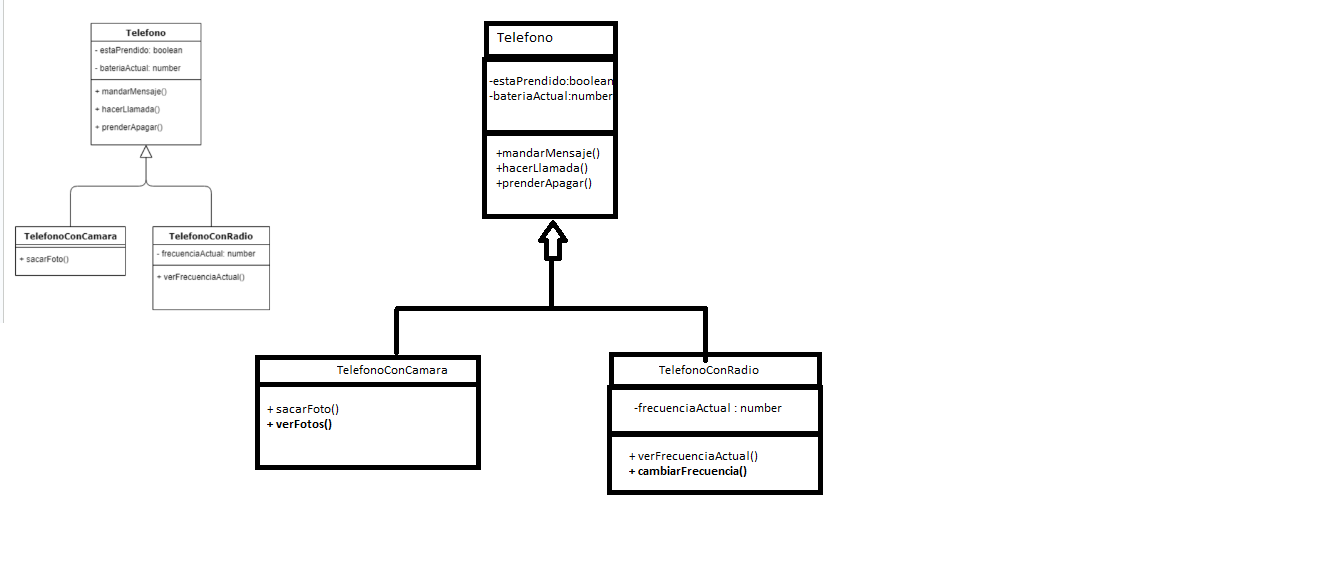 Telefono
- estaPrendido: boolean
- bateriaActual: number
+ mandarMensaje()
+ hacerLlamada()
+ prenderApagar()
TelefonoConCamara
+ sacarFoto()
TelefonoConRadio
- frecuenciaActual: number
+ verFrecuenciaActual()
Telefono
-estaPrendido:boolean
-bateriaActual:number
+mandarMensaje()
+hacerLlamada()
+prenderApagar()
TelefonoConCamara
+ sacarFoto()
+ verFotos()
TelefonoConRadio
-frecuenciaActual : number
+ verFrecuenciaActual()
+ cambiarFrecuencia()